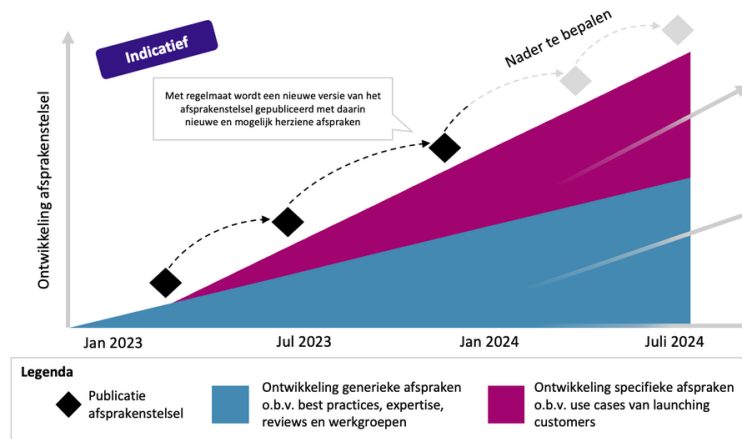 Indicatief
Nader te bepalen
Met regelmaat wordt een nieuwe versie van het
afsprakenstelsel gepubliceerd met daarin
nieuwe en mogelijk herziene afspraken
Ontwikkeling afsprakenstelsel
Jan 2023
Jul 2023
Jan 2024
Juli 2024
Legenda
Publicatie
afsprakenstelsel
Ontwikkeling generieke afspraken
o.b.v. best practices, expertise,
reviews en werkgroepen
Ontwikkeling specifieke afspraken
o.b.v. use cases van launching
customers